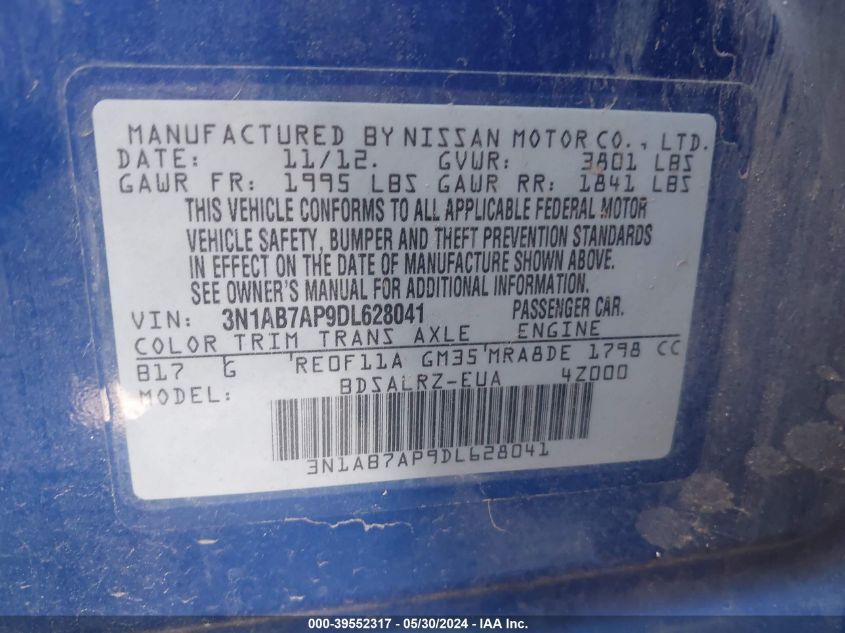 MANUFACTURED BY NISSAN MOTOR CO., LTD.
DATE: 11/12. GVWR: 3801 LBS
GAWR FR: 1995 LBS GAWR RR: 1841 LBS
THIS VEHICLE CONFORMS TO ALL APPLICABLE FEDERAL MOTOR
VEHICLE SAFETY, BUMPER AND THEFT PREVENTION STANDARDS
IN EFFECT ON THE DATE OF MANUFACTURE SHOWN ABOVE.
SEE OWNER'S MANUAL FOR ADDITIONAL INFORMATION.
VIN: 3N1AB7AP9DL628041 PASSENGER CAR.
COLOR TRIM TRANS AXLE ENGINE
B17 G 'RE0F11A GM35'MRA8DE 1798 CC
MODEL: BDSALRZ-EUA 4Z000
3N1AB7AP9DL628041
000-39552317 - 05/30/2024 - IAA Inc.